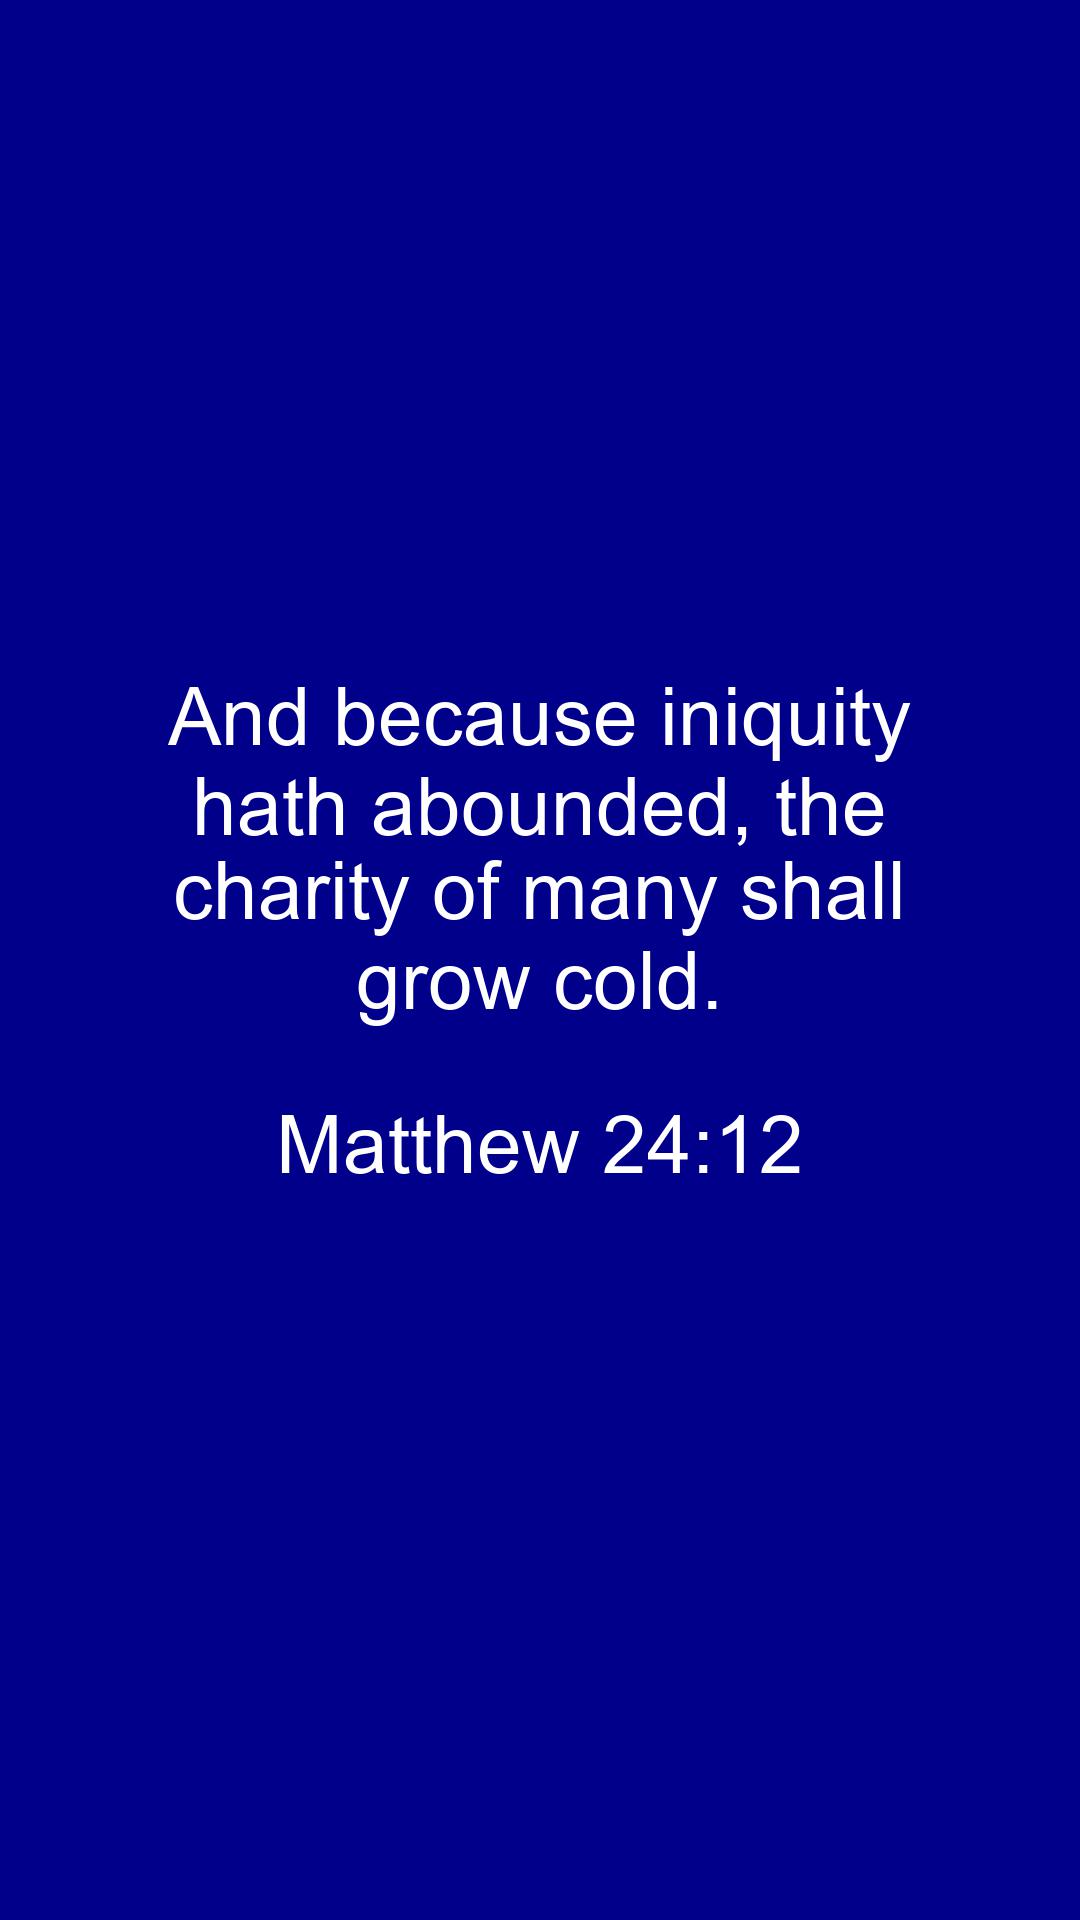 And because iniquity
hath abounded, the
charity of many shall
grow cold.
Matthew 24:12